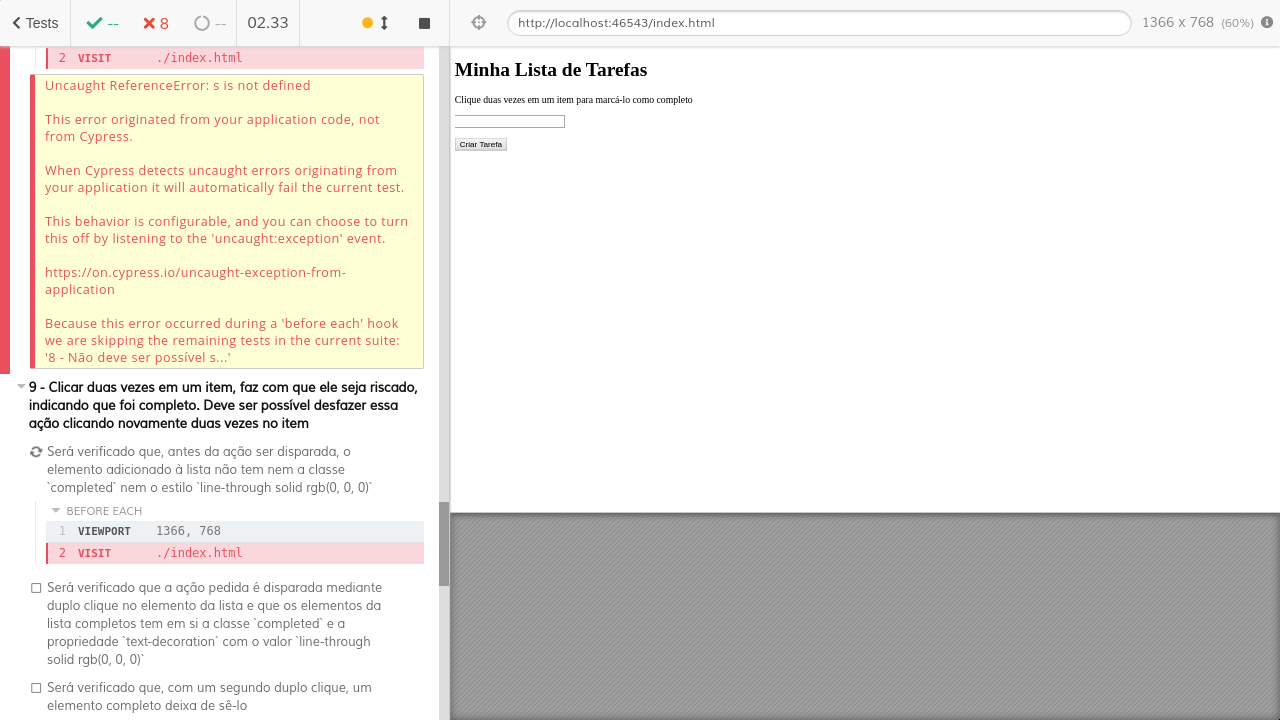 Tests
--
8
--
02.33
http://localhost:46543/index.html
1366 x 768 (60%)
2 VISIT ./index.html
Uncaught ReferenceError: s is not defined
This error originated from your application code, not
from Cypress.
When Cypress detects uncaught errors originating from
your application it will automatically fail the current test.
This behavior is configurable, and you can choose to turn
this off by listening to the 'uncaught:exception' event.
https://on.cypress.io/uncaught-exception-from-
application
Because this error occurred during a 'before each' hook
we are skipping the remaining tests in the current suite:
'8 - Não deve ser possível s...'
9 - Clicar duas vezes em um item, faz com que ele seja riscado,
indicando que foi completo. Deve ser possível desfazer essa
ação clicando novamente duas vezes no item
Será verificado que, antes da ação ser disparada, o
elemento adicionado à lista não tem nem a classe
`completed` nem o estilo `line-through solid rgb(0, 0, 0)`
BEFORE EACH
1 VIEWPORT 1366, 768
2 VISIT ./index.html
Será verificado que a ação pedida é disparada mediante
duplo clique no elemento da lista e que os elementos da
lista completos tem em si a classe `completed` e a
propriedade `text-decoration` com o valor `line-through
solid rgb(0, 0, 0)`
Será verificado que, com um segundo duplo clique, um
elemento completo deixa de sê-lo
Minha Lista de Tarefas
Clique duas vezes em um item para marcá-lo como completo
Criar Tarefa